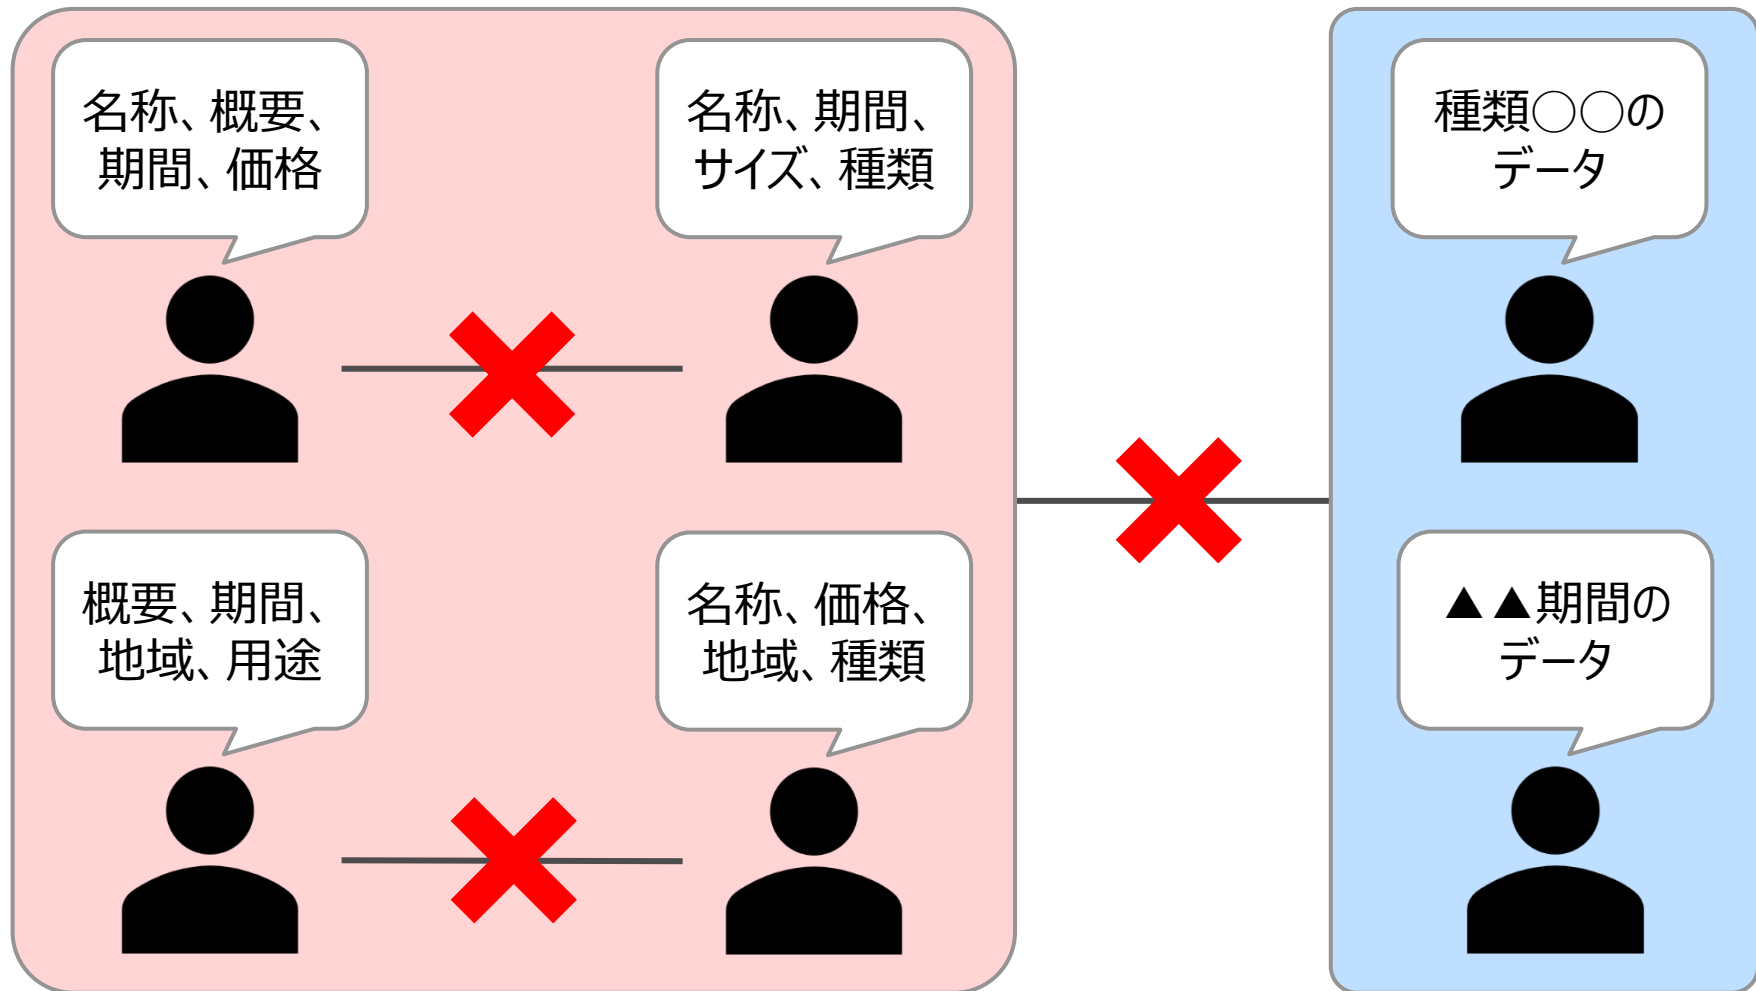 名称、概要、
期間、価格
名称、期間、
サイズ、種類
種類○○の
データ
概要、期間、
地域、用途
名称、価格、
地域、種類
▲▲期間の
データ